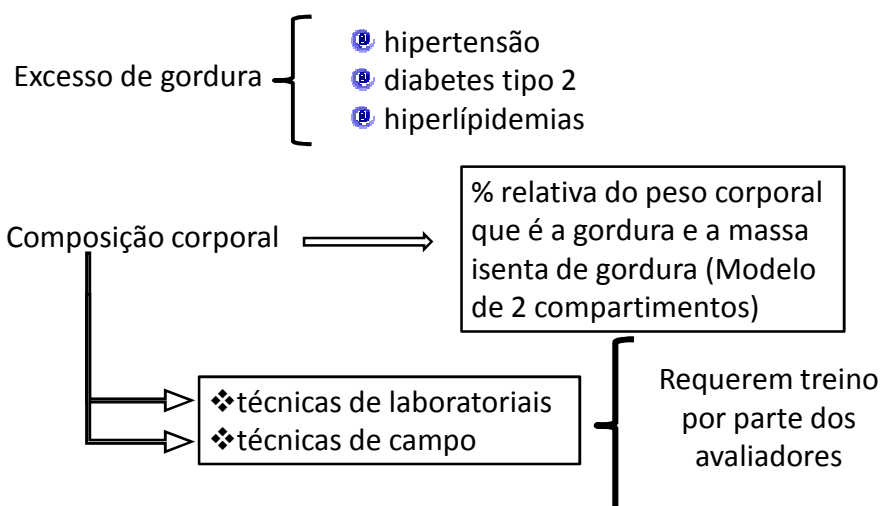 Excesso de gordura
hipertensão
diabetes tipo 2
hiperlípidemias
Composição corporal
% relativa do peso corporal
que é a gordura e a massa
isenta de gordura (Modelo
de 2 compartimentos)
❖técnicas de laboratoriais
❖técnicas de campo
Requerem treino
por parte dos
avaliadores